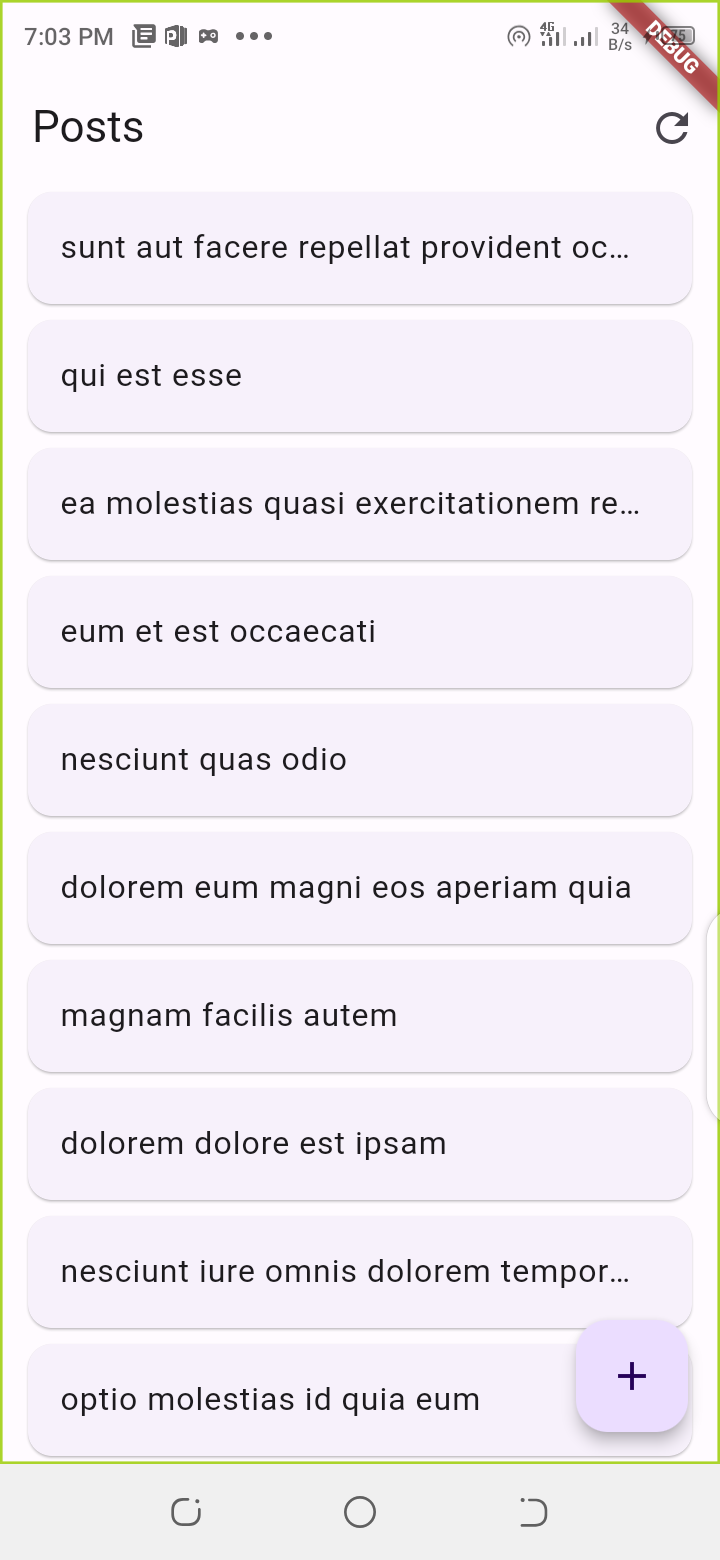 7:03 PM
4G
34
B/s
75
DEBUG
Posts
sunt aut facere repellat provident oc…
qui est esse
ea molestias quasi exercitationem re…
eum et est occaecati
nesciunt quas odio
dolorem eum magni eos aperiam quia
magnam facilis autem
dolorem dolore est ipsam
nesciunt iure omnis dolorem tempor…
optio molestias id quia eum
+